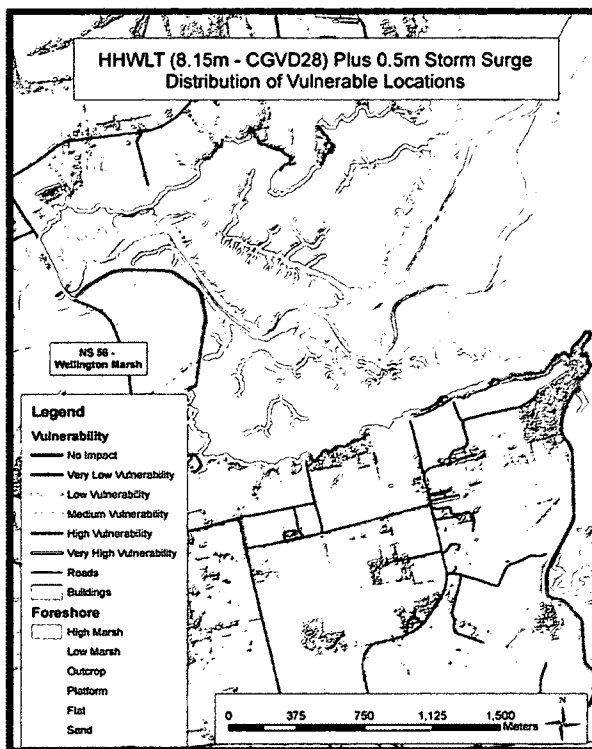 HHWLT (8.15m - CGVD28) Plus 0.5m Storm Surge
Distribution of Vulnerable Locations
NS 56 -
Wellington Marsh
Legend
Vulnerability
No Impact
Very Low Vulnerability
Low Vulnerability
Medium Vulnerability
High Vulnerability
Very High Vulnerability
Roads
Buildings
Foreshore
High Marsh
Low Marsh
Outcrop
Platform
Flat
Sand
N
0 375 750 1,125 1,500
Meters